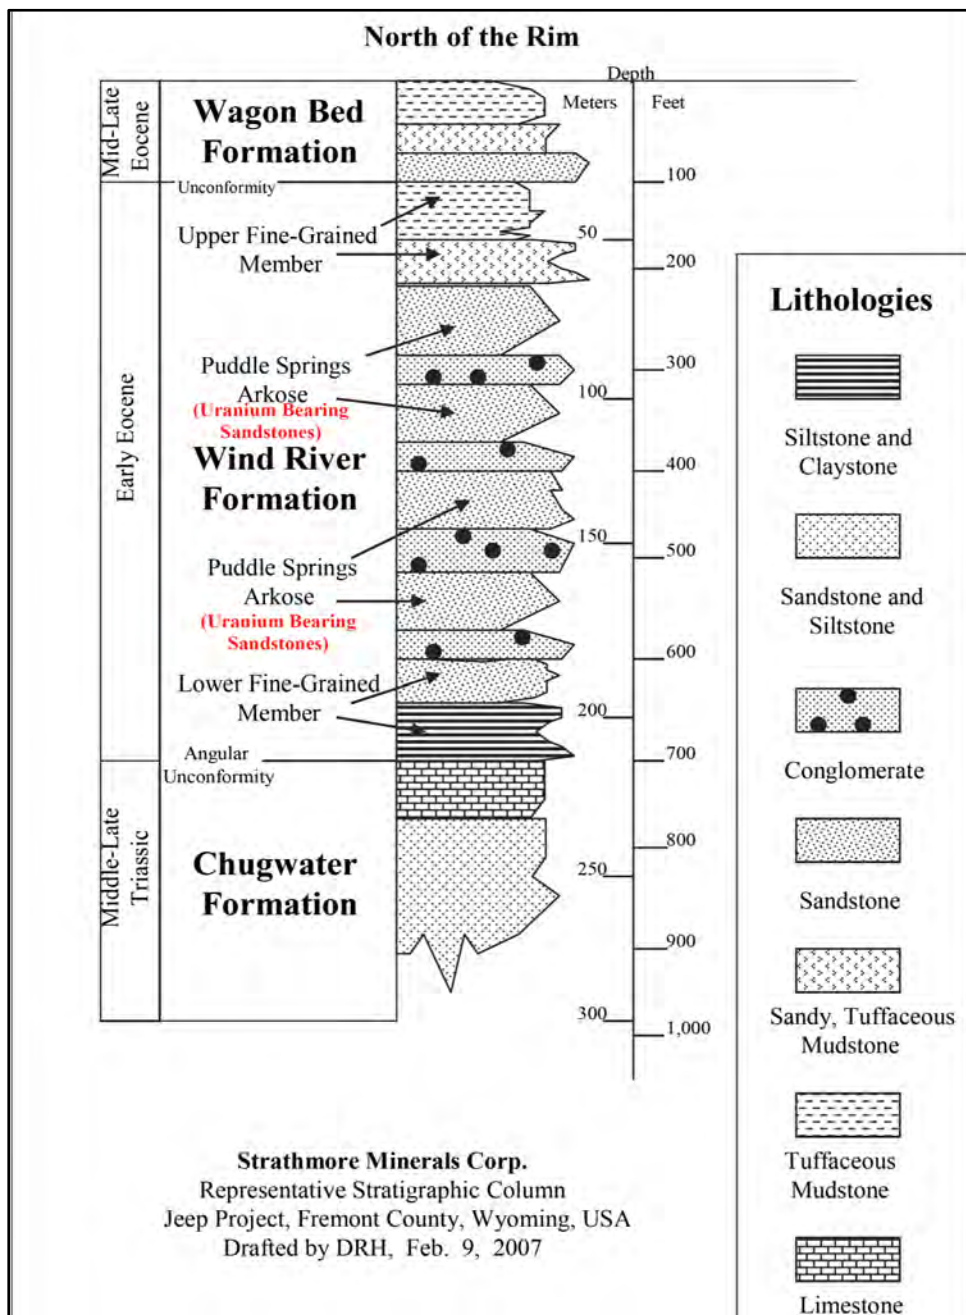 North of the Rim
Depth
Meters
Feet
Mid-Late
Eocene
Wagon Bed
Formation
Unconformity
100
Early Eocene
Upper Fine-Grained
Member
50
200
Puddle Springs
Arkose
(Uranium Bearing
Sandstones)
300
100
Wind River
Formation
400
150
500
Puddle Springs
Arkose
(Uranium Bearing
Sandstones)
600
Lower Fine-Grained
Member
200
Angular
Unconformity
700
Middle-Late
Triassic
Chugwater
Formation
800
250
900
300
1,000
Lithologies
Siltstone and
Claystone
Sandstone and
Siltstone
Conglomerate
Sandstone
Sandy, Tuffaceous
Mudstone
Tuffaceous
Mudstone
Limestone
Strathmore Minerals Corp.
Representative Stratigraphic Column
Jeep Project, Fremont County, Wyoming, USA
Drafted by DRH, Feb. 9, 2007